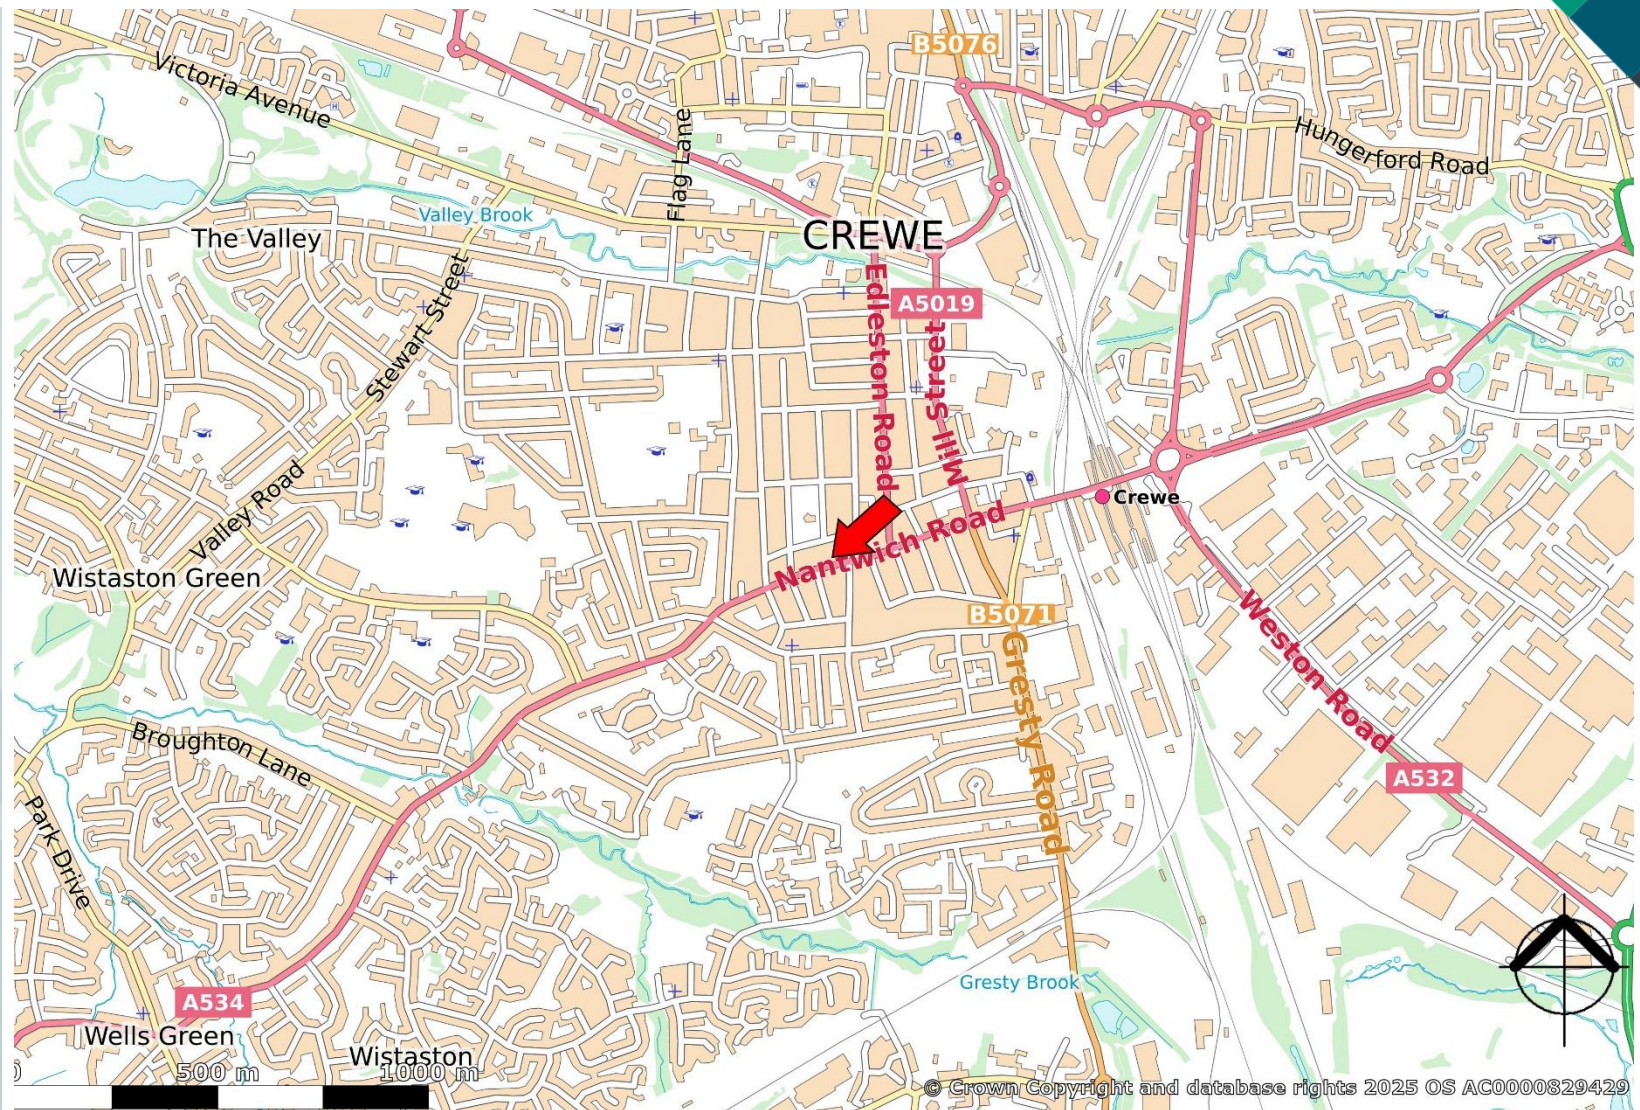 B5076
Victoria Avenue
Flag Lane
Hungerford Road
Valley Brook
CREWE
The Valley
Edleston Road
A5019
Mill Street
Stewart Street
Valley Road
Crewe
Nantwich Road
Wistaston Green
B5071
Gresty Road
Weston Road
Broughton Lane
A532
Park Drive
Gresty Brook
A534
Wells Green
Wistaston
0 500 m 1000 m
© Crown Copyright and database rights 2025 OS AC0000829429